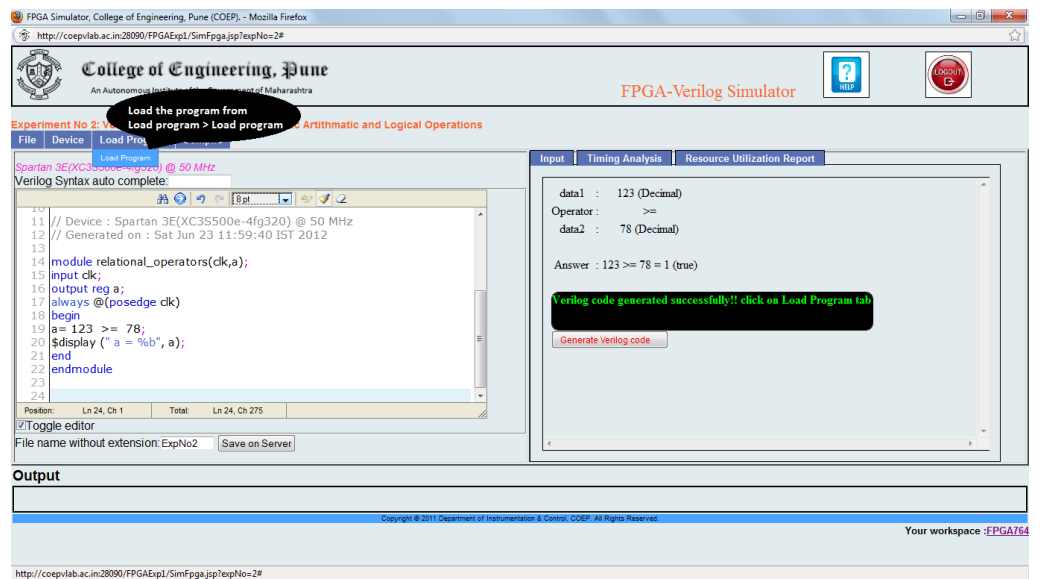 FPGA Simulator, College of Engineering, Pune (COEP). - Mozilla Firefox
http://coepvlab.ac.in:28090/FPGAExp1/SimFpga.jsp?expNo=2#
College of Engineering, Pune
An Autonomous Institute of the Government of Maharashtra
FPGA-Verilog Simulator
HELP
LOGOUT
Load the program from
Load program > Load program
Experiment No 2: Artithmatic and Logical Operations
File Device Load Program
Load Program
Spartan 3E(XC3S500e-4fg320) @ 50 MHz
Verilog Syntax auto complete:
8 pt
10
11 // Device : Spartan 3E(XC3S500e-4fg320) @ 50 MHz
12 // Generated on : Sat Jun 23 11:59:40 IST 2012
13
14 module relational_operators(clk,a);
15 input clk;
16 output reg a;
17 always @(posedge clk)
18 begin
19 a= 123 >= 78;
20 $display (" a = %b", a);
21 end
22 endmodule
23
24
Position: Ln 24, Ch 1 Total: Ln 24, Ch 275
Toggle editor
File name without extension: ExpNo2 Save on Server
Input Timing Analysis Resource Utilization Report
data1 : 123 (Decimal)
Operator : >=
data2 : 78 (Decimal)
Answer : 123 >= 78 = 1 (true)
Verilog code generated successfully!! click on Load Program tab
Generate Verilog code
Output
Copyright © 2011 Department of Instrumentation & Control, COEP. All Rights Reserved.
Your workspace :FPGA764
http://coepvlab.ac.in:28090/FPGAExp1/SimFpga.jsp?expNo=2#